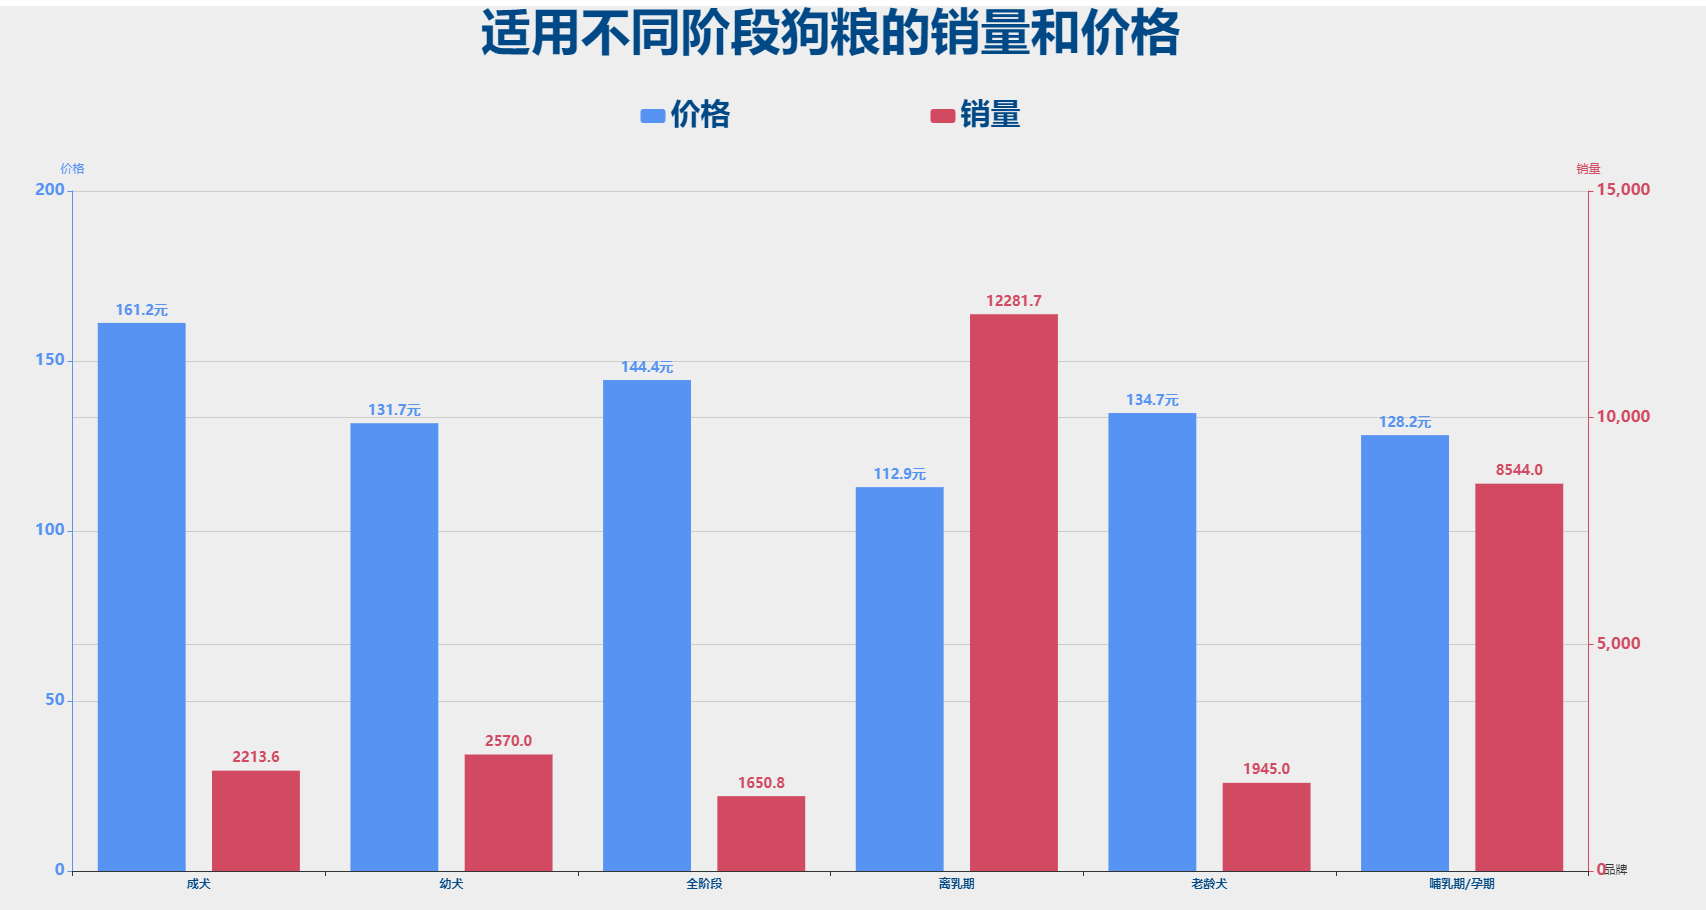 适用不同阶段狗粮的销量和价格
价格
销量
价格
销量
200
15,000
161.2元
12281.7
150
144.4元
131.7元
134.7元
10,000
128.2元
112.9元
8544.0
100
5,000
50
2213.6
2570.0
1650.8
1945.0
0
0
品牌
成犬
幼犬
全阶段
离乳期
老龄犬
哺乳期/孕期